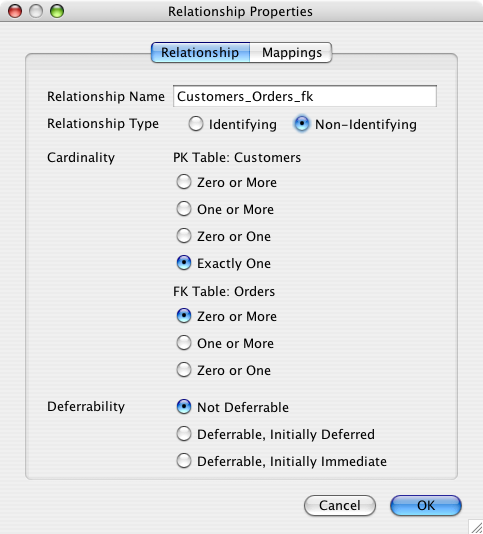 Relationship Properties
Relationship Mappings
Relationship Name Customers_Orders_fk
Relationship Type Identifying Non-Identifying
Cardinality PK Table: Customers
Zero or More
One or More
Zero or One
Exactly One
FK Table: Orders
Zero or More
One or More
Zero or One
Deferrability Not Deferrable
Deferrable, Initially Deferred
Deferrable, Initially Immediate
Cancel OK